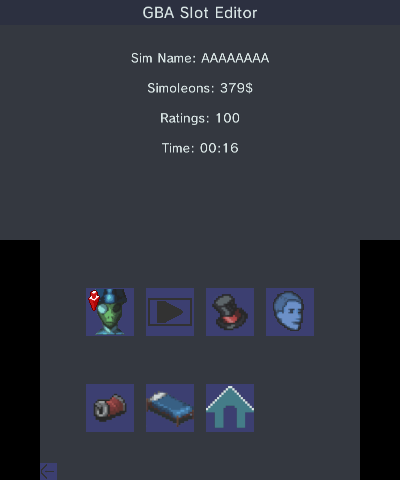 GBA Slot Editor
Sim Name: AAAAAAAA
Simoleons: 379$
Ratings: 100
Time: 00:16